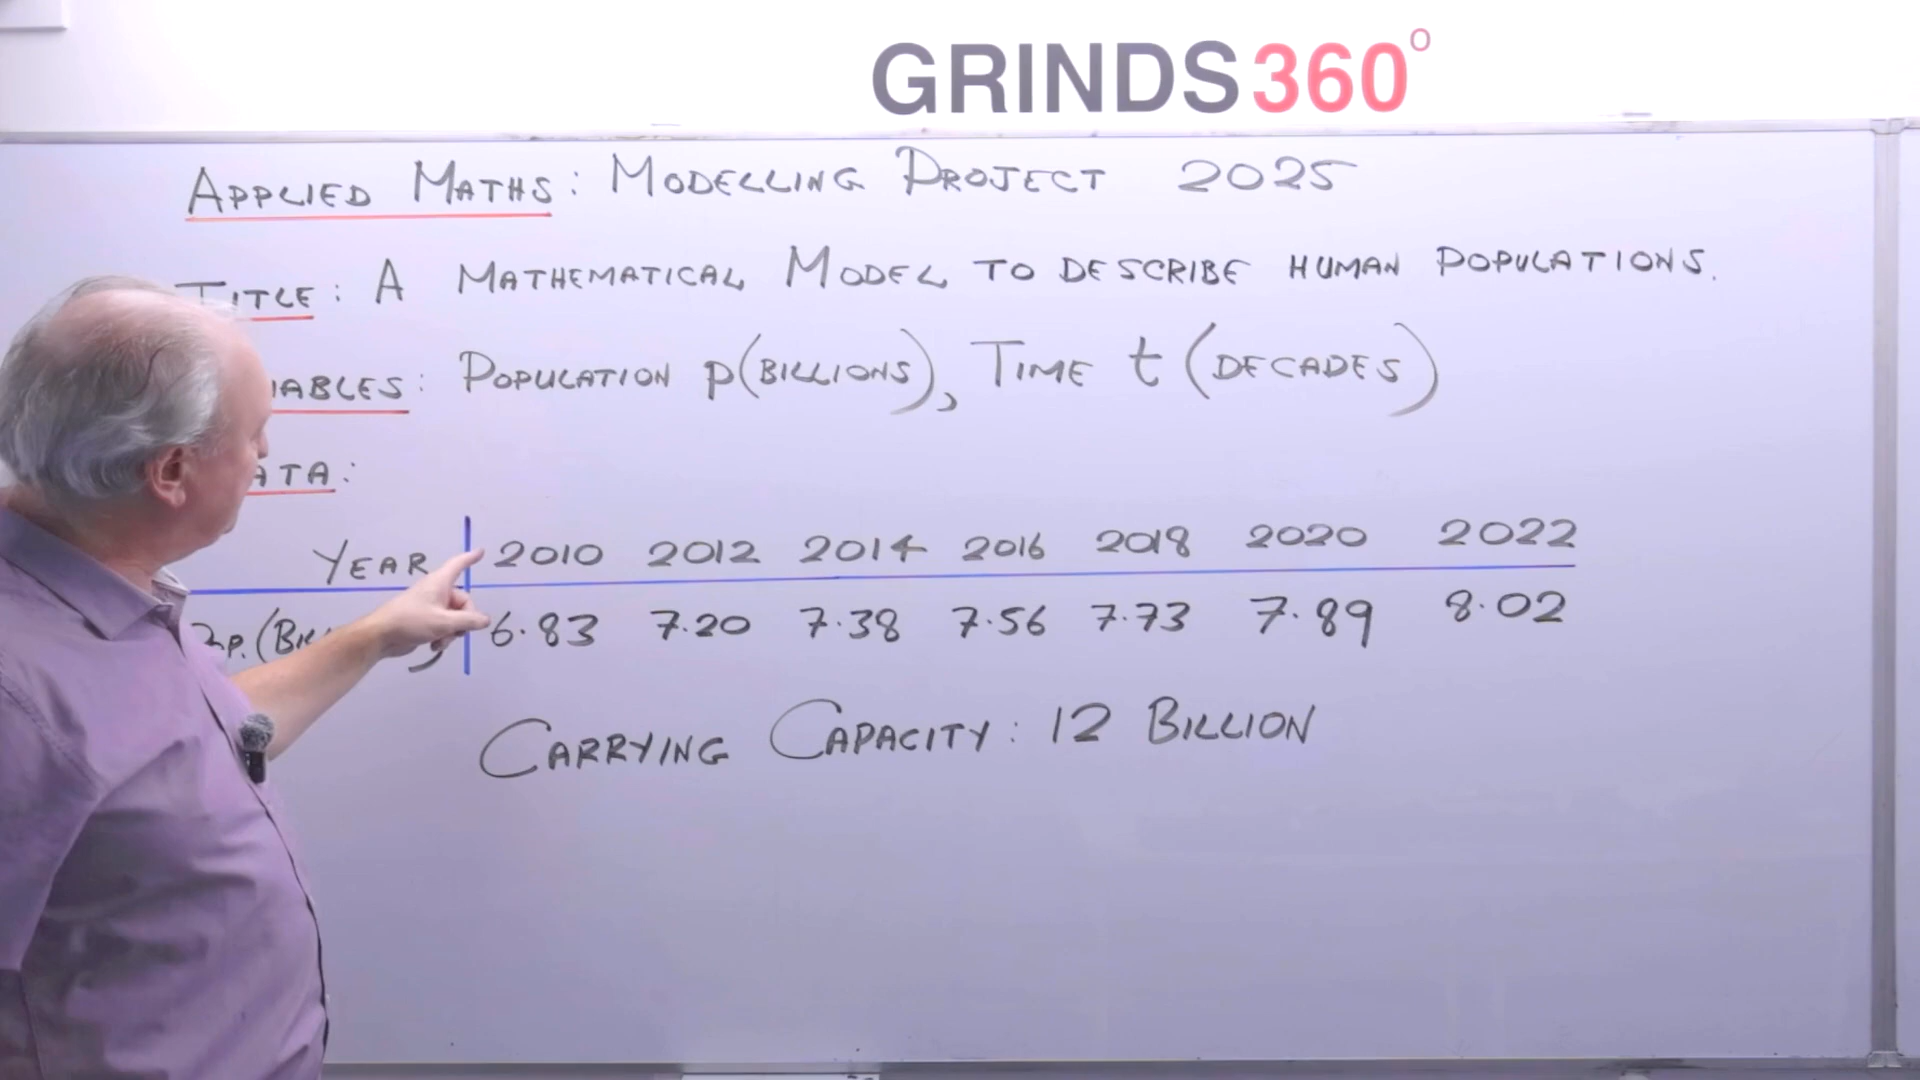 GRINDS360°
APPLIED MATHS: MODELLING PROJECT 2025
TITLE: A MATHEMATICAL MODEL TO DESCRIBE HUMAN POPULATIONS.
IABLES: POPULATION p(BILLIONS), TIME t (DECADES)
ATA:
YEAR 2010 2012 2014 2016 2018 2020 2022
OP. (BIL 6.83 7.20 7.38 7.56 7.73 7.89 8.02
CARRYING CAPACITY: 12 BILLION